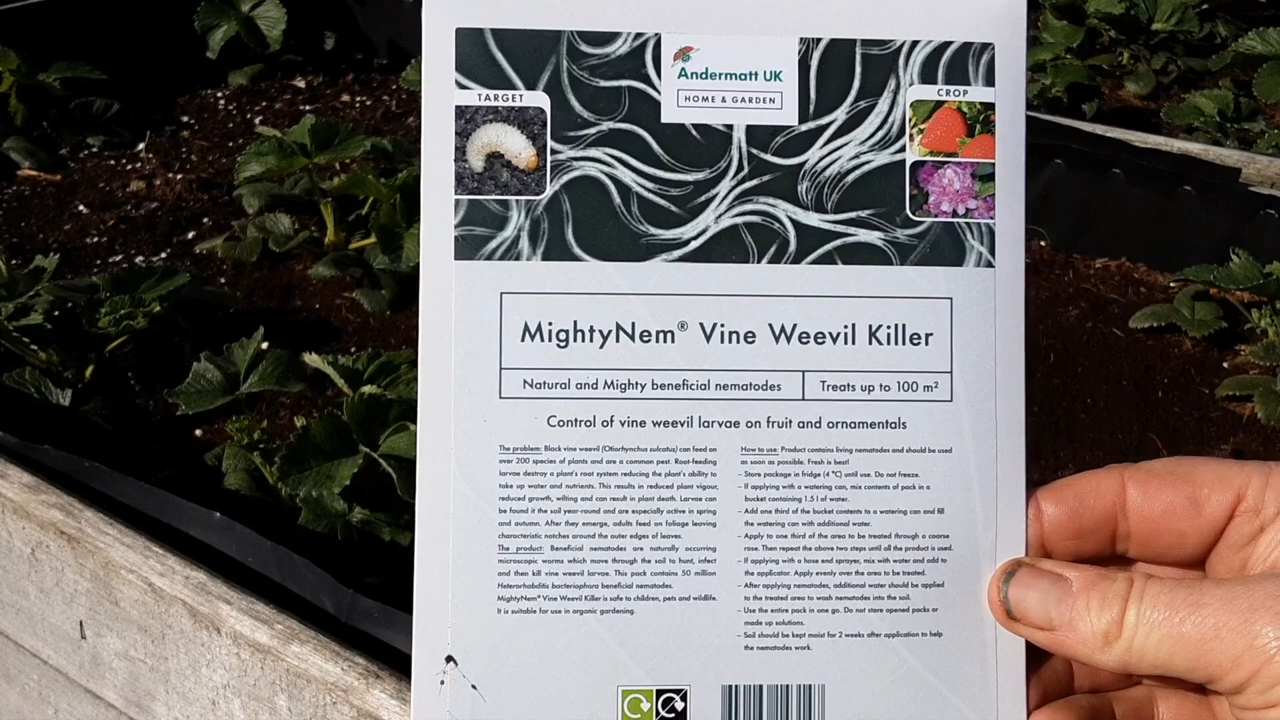 Andermatt UK
HOME & GARDEN
TARGET
CROP
MightyNem® Vine Weevil Killer
Natural and Mighty beneficial nematodes
Treats up to 100 m²
Control of vine weevil larvae on fruit and ornamentals
The problem: Black vine weevil (Otiorhynchus sulcatus) can feed on
over 200 species of plants and are a common pest. Root-feeding
larvae destroy a plant's root system reducing the plant's ability to
take up water and nutrients. This results in reduced plant vigour,
reduced growth, wilting and can result in plant death. Larvae can
be found it the soil year-round and are especially active in spring
and autumn. After they emerge, adults feed on foliage leaving
characteristic notches around the outer edges of leaves.
The product: Beneficial nematodes are naturally occurring
microscopic worms which move through the soil to hunt, infect
and then kill vine weevil larvae. This pack contains 50 million
Heterorhabditis bacteriophora beneficial nematodes.
MightyNem® Vine Weevil Killer is safe to children, pets and wildlife.
It is suitable for use in organic gardening.
How to use: Product contains living nematodes and should be used
as soon as possible. Fresh is best!
– Store package in fridge (4 °C) until use. Do not freeze.
– If applying with a watering can, mix contents of pack in a
bucket containing 1.5 l of water.
– Add one third of the bucket contents to a watering can and fill
the watering can with additional water.
– Apply to one third of the area to be treated through a coarse
rose. Then repeat the above two steps until all the product is used.
– If applying with a hose end sprayer, mix with water and add to
the applicator. Apply evenly over the area to be treated.
– After applying nematodes, additional water should be applied
to the treated area to wash nematodes into the soil.
– Use the entire pack in one go. Do not store opened packs or
made up solutions.
– Soil should be kept moist for 2 weeks after application to help
the nematodes work.